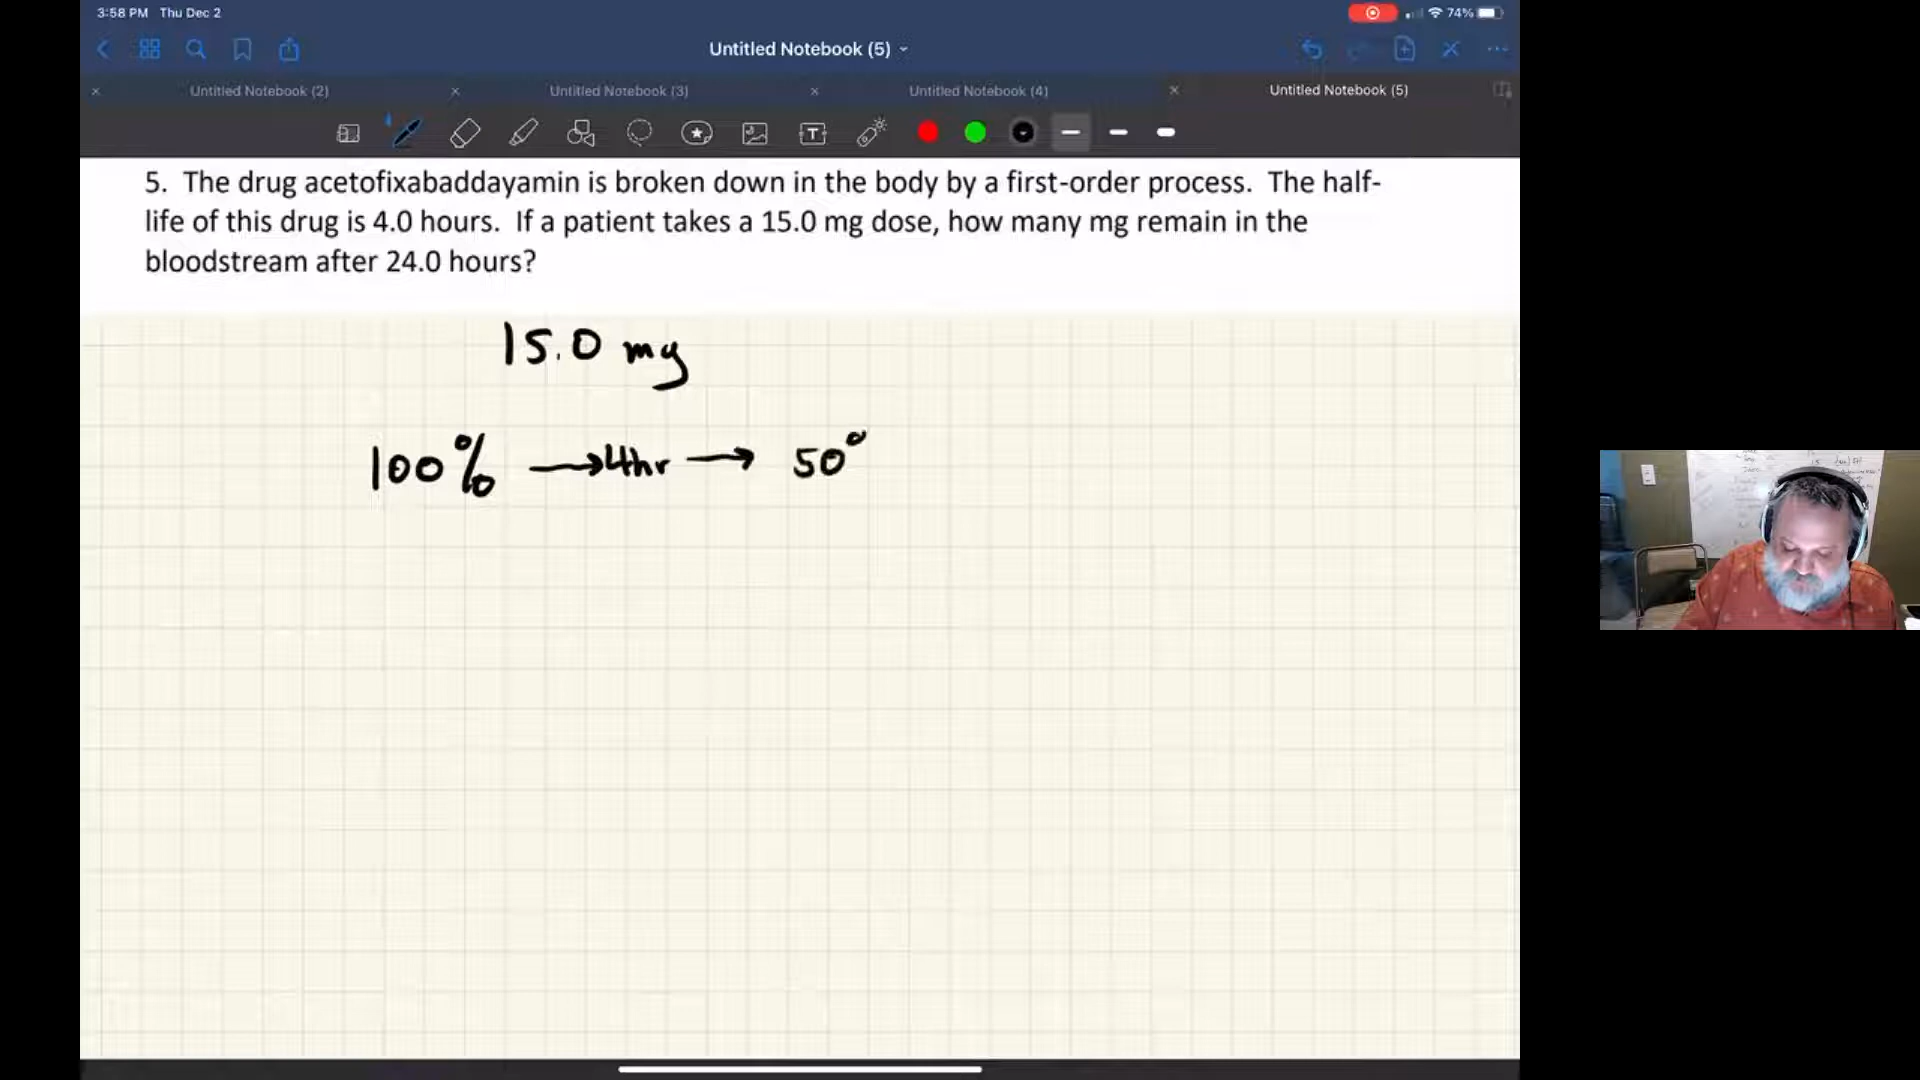 3:58 PM Thu Dec 2
74%
Untitled Notebook (5)
Untitled Notebook (2)
Untitled Notebook (3)
Untitled Notebook (4)
Untitled Notebook (5)
5. The drug acetofixabaddayamin is broken down in the body by a first-order process. The half-
life of this drug is 4.0 hours. If a patient takes a 15.0 mg dose, how many mg remain in the
bloodstream after 24.0 hours?
15.0 mg
100% → 4hr → 50°